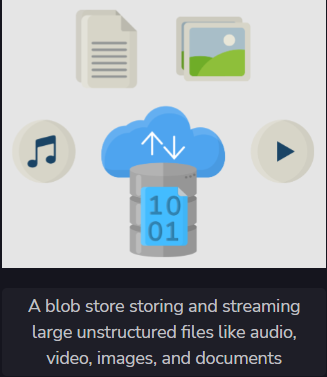 10
01
A blob store storing and streaming
large unstructured files like audio,
video, images, and documents